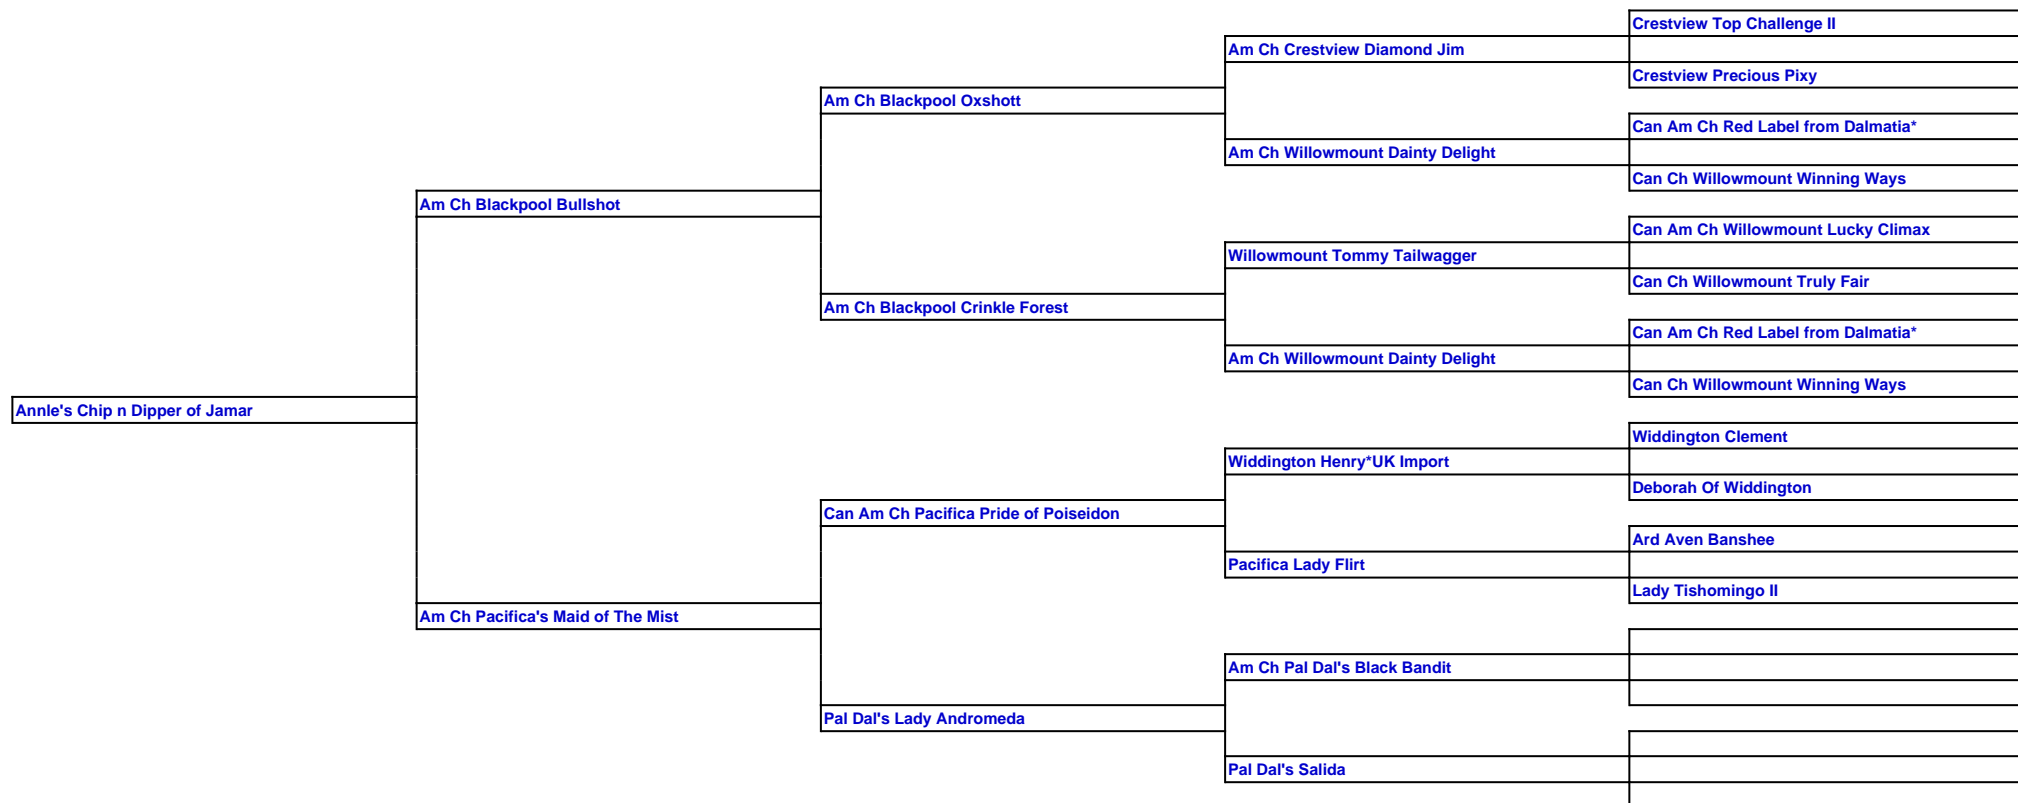 Crestview Top Challenge II
Am Ch Crestview Diamond Jim
Crestview Precious Pixy
Am Ch Blackpool Oxshott
Can Am Ch Red Label from Dalmatia*
Am Ch Willowmount Dainty Delight
Can Ch Willowmount Winning Ways
Am Ch Blackpool Bullshot
Can Am Ch Willowmount Lucky Climax
Willowmount Tommy Tailwagger
Can Ch Willowmount Truly Fair
Am Ch Blackpool Crinkle Forest
Can Am Ch Red Label from Dalmatia*
Am Ch Willowmount Dainty Delight
Can Ch Willowmount Winning Ways
Annle's Chip n Dipper of Jamar
Widdington Clement
Widdington Henry*UK Import
Deborah Of Widdington
Can Am Ch Pacifica Pride of Poiseidon
Ard Aven Banshee
Pacifica Lady Flirt
Lady Tishomingo II
Am Ch Pacifica's Maid of The Mist
Am Ch Pal Dal's Black Bandit
Pal Dal's Lady Andromeda
Pal Dal's Salida